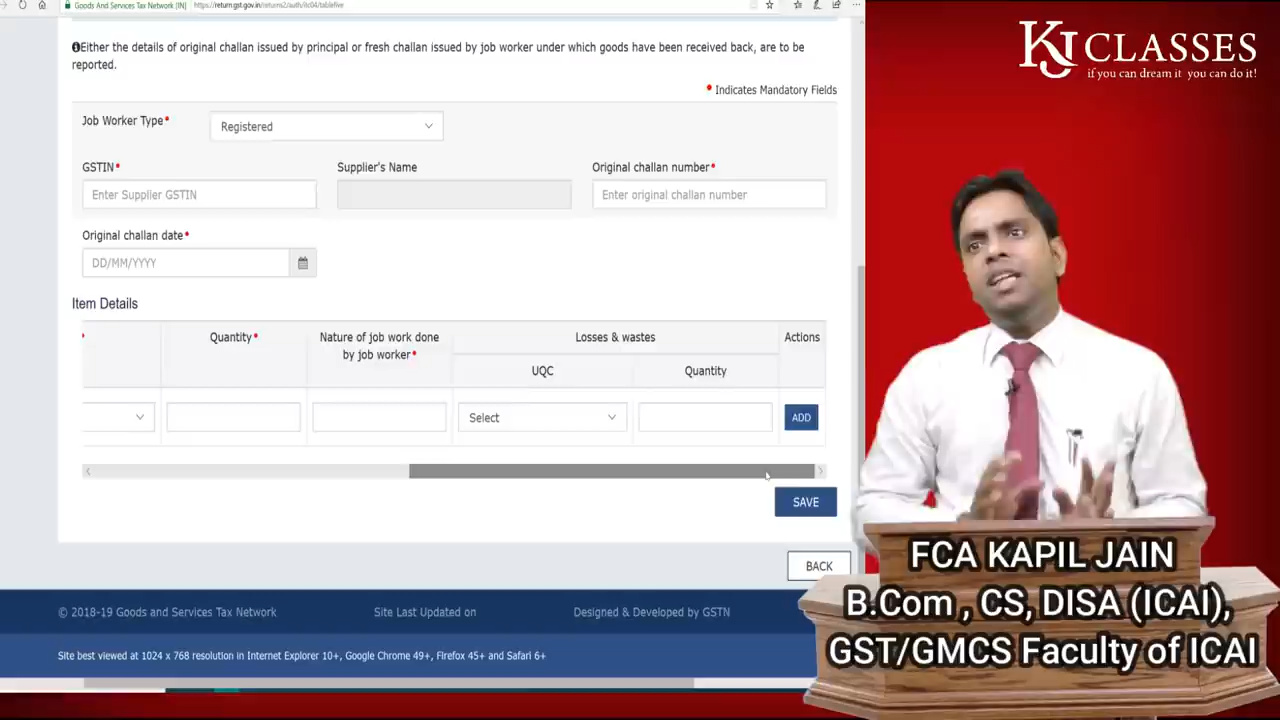 Goods And Services Tax Network [IN] https://return.gst.gov.in/returns2/auth/itc04/tablefive
Either the details of original challan issued by principal or fresh challan issued by job worker under which goods have been received back, are to be
reported.
* Indicates Mandatory Fields
Job Worker Type*
Registered
GSTIN*
Supplier's Name
Original challan number*
Enter Supplier GSTIN
Enter original challan number
Original challan date*
DD/MM/YYYY
Item Details
Quantity*
Nature of job work done
by job worker*
Losses & wastes
Actions
UQC
Quantity
Select
ADD
SAVE
BACK
© 2018-19 Goods and Services Tax Network
Site Last Updated on
Designed & Developed by GSTN
Site best viewed at 1024 x 768 resolution in Internet Explorer 10+, Google Chrome 49+, Firefox 45+ and Safari 6+
KJ CLASSES
if you can dream it you can do it!
FCA KAPIL JAIN
B.Com , CS, DISA (ICAI),
GST/GMCS Faculty of ICAI